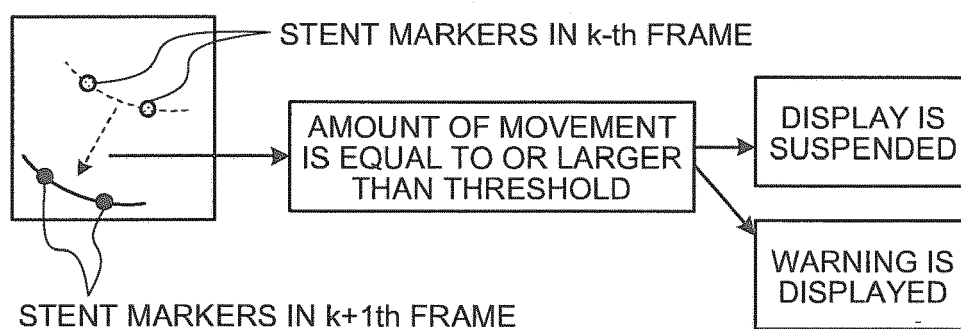 STENT MARKERS IN k-th FRAME
AMOUNT OF MOVEMENT
IS EQUAL TO OR LARGER
THAN THRESHOLD
DISPLAY IS
SUSPENDED
WARNING IS
DISPLAYED
STENT MARKERS IN k+1th FRAME